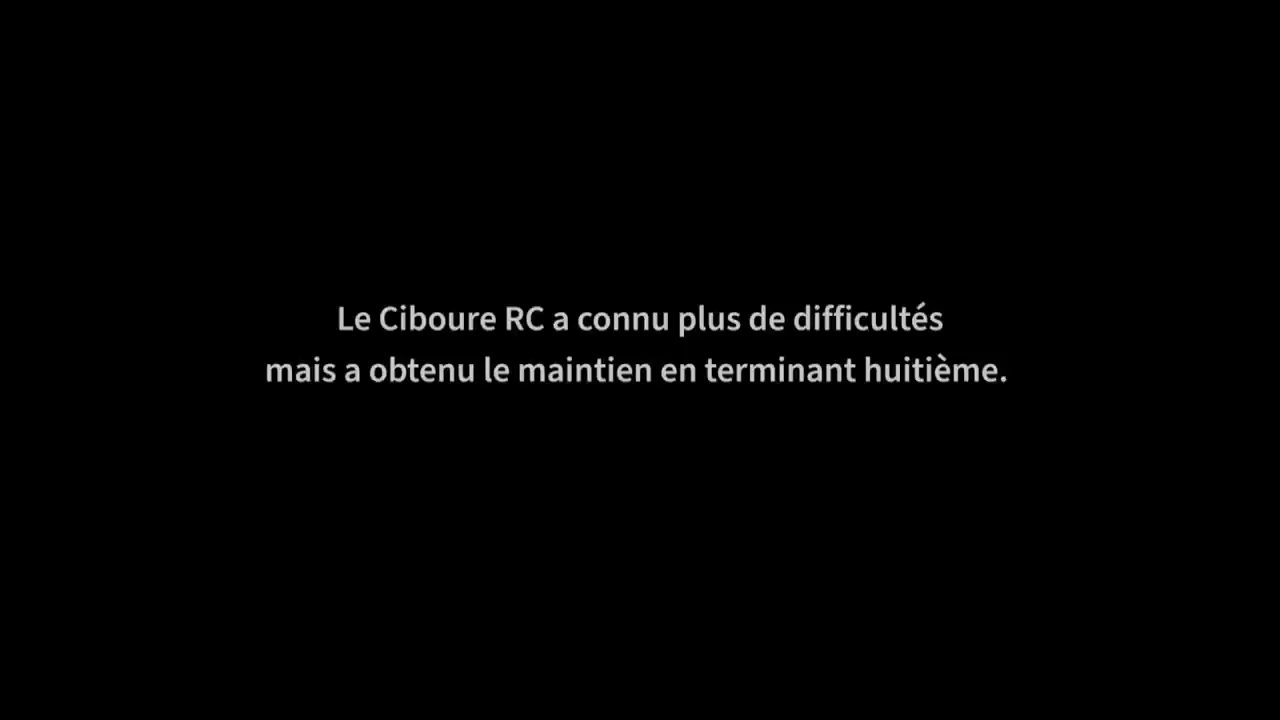 Le Ciboure RC a connu plus de difficultés
mais a obtenu le maintien en terminant huitième.